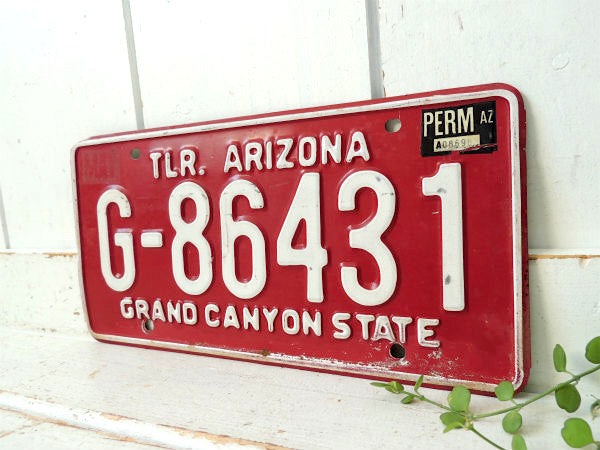 PERM AZ
TLR. ARIZONA
G-86431
GRAND CANYON STATE